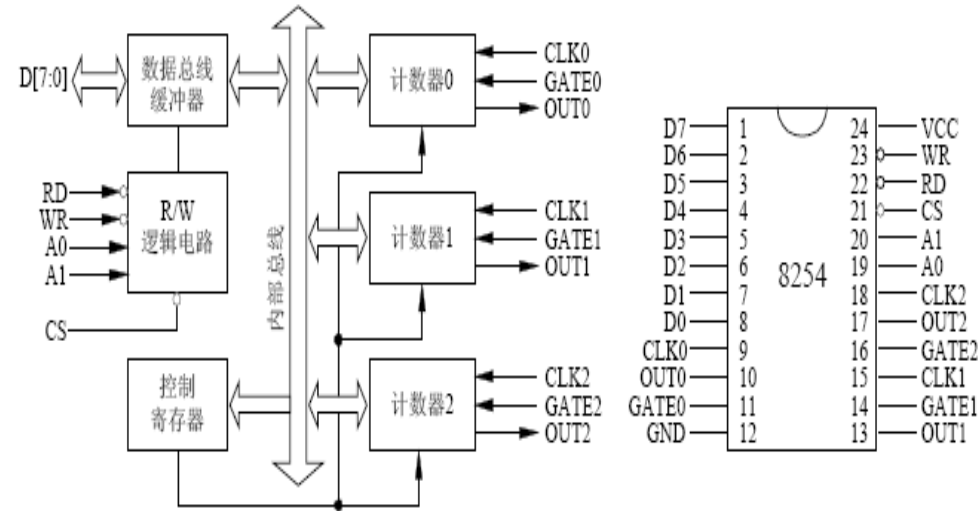 D[7:0]
数据总线
缓冲器
RD
WR
A0
A1
R/W
逻辑电路
CS
控制
寄存器
内部总线
计数器0
CLK0
GATE0
OUT0
计数器1
CLK1
GATE1
OUT1
计数器2
CLK2
GATE2
OUT2
D7 1 24 VCC
D6 2 23 WR
D5 3 22 RD
D4 4 21 CS
D3 5 20 A1
D2 6 19 A0
8254
D1 7 18 CLK2
D0 8 17 OUT2
CLK0 9 16 GATE2
OUT0 10 15 CLK1
GATE0 11 14 GATE1
GND 12 13 OUT1